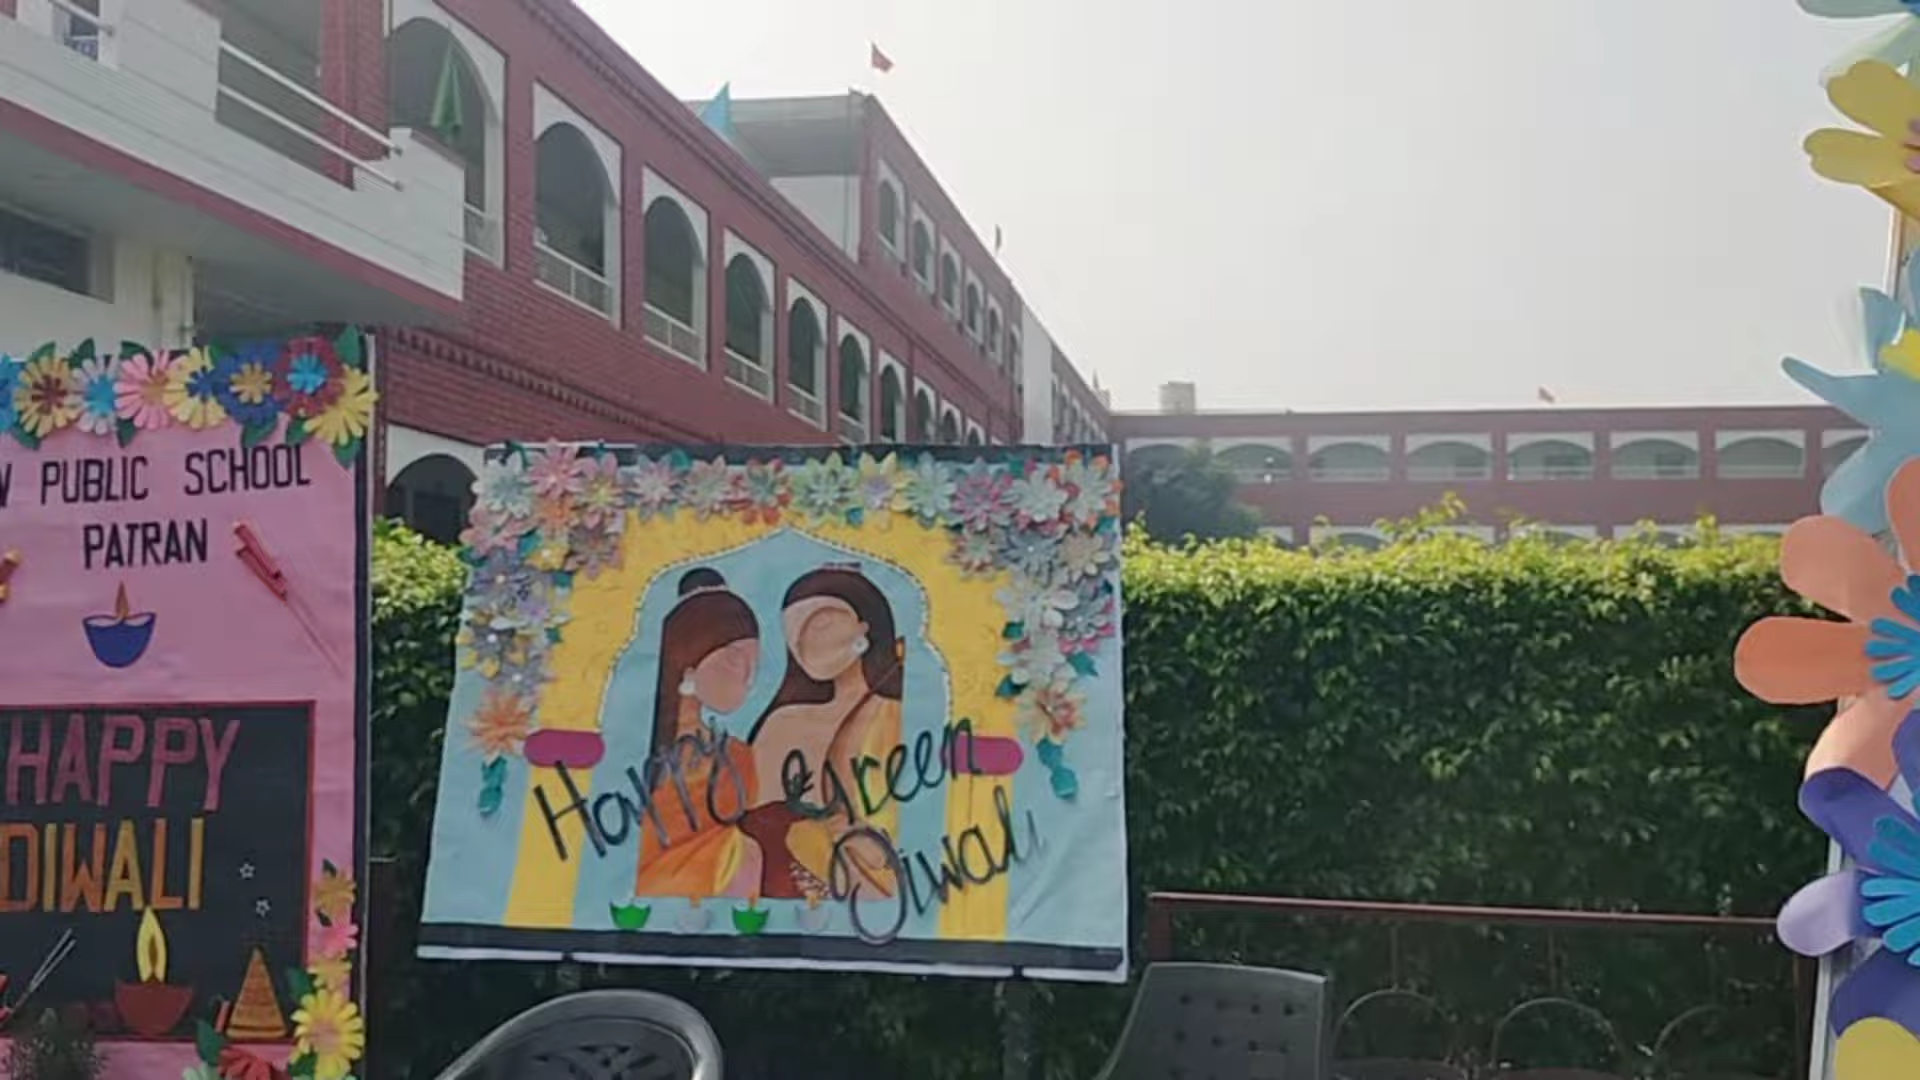 PUBLIC SCHOOL
PATRAN
HAPPY
DIWALI
Happy Green
Diwali